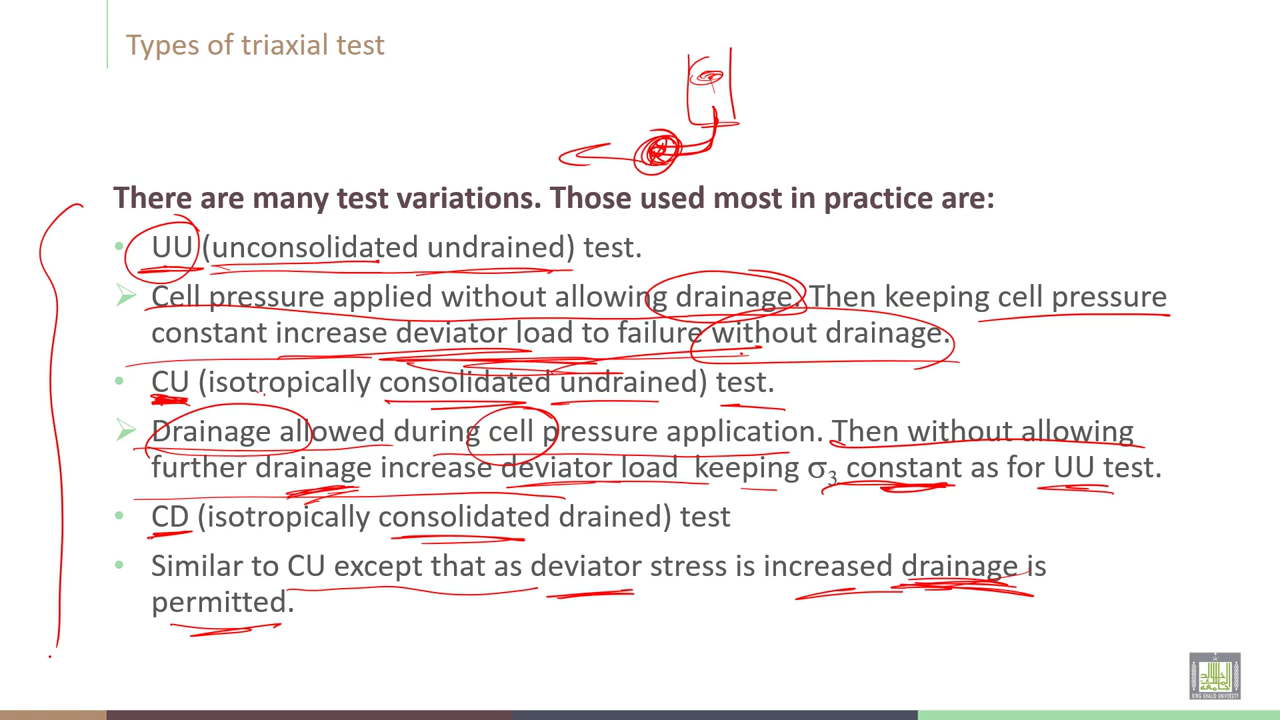 Types of triaxial test
There are many test variations. Those used most in practice are:
• UU (unconsolidated undrained) test.
➢ Cell pressure applied without allowing drainage. Then keeping cell pressure
constant increase deviator load to failure without drainage.
• CU (isotropically consolidated undrained) test.
➢ Drainage allowed during cell pressure application. Then without allowing
further drainage increase deviator load keeping σ₃ constant as for UU test.
• CD (isotropically consolidated drained) test
• Similar to CU except that as deviator stress is increased drainage is
permitted.
KING KHALID UNIVERSITY